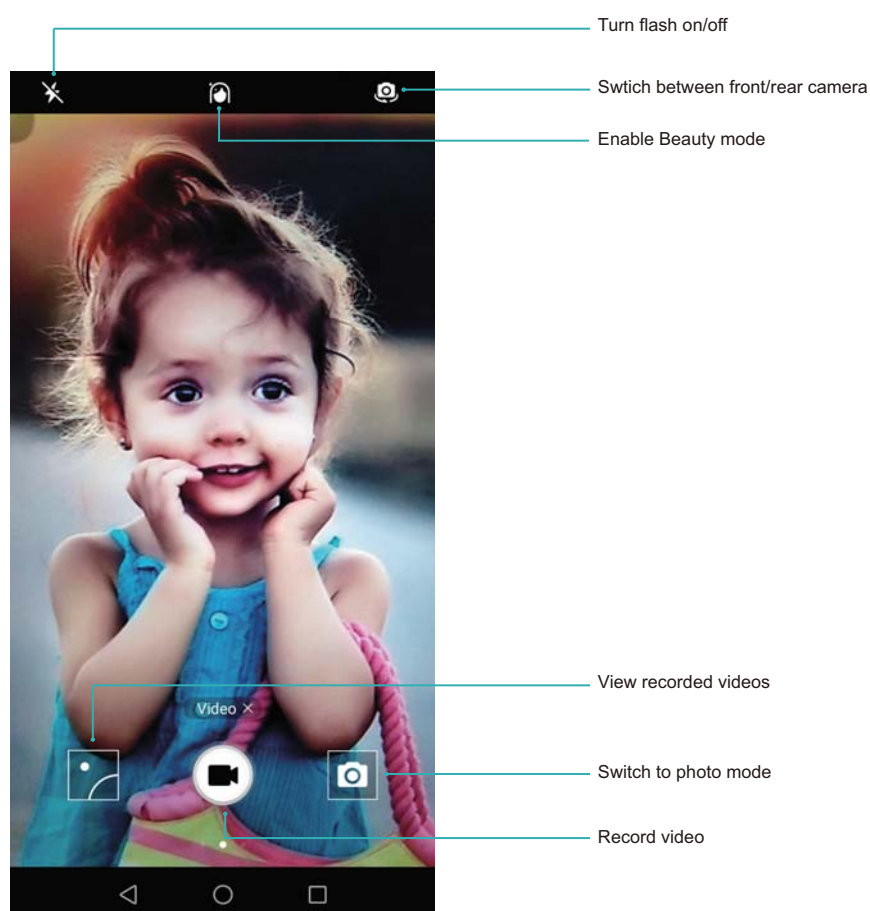 Turn flash on/off
Swtich between front/rear camera
Enable Beauty mode
View recorded videos
Video ×
Switch to photo mode
Record video